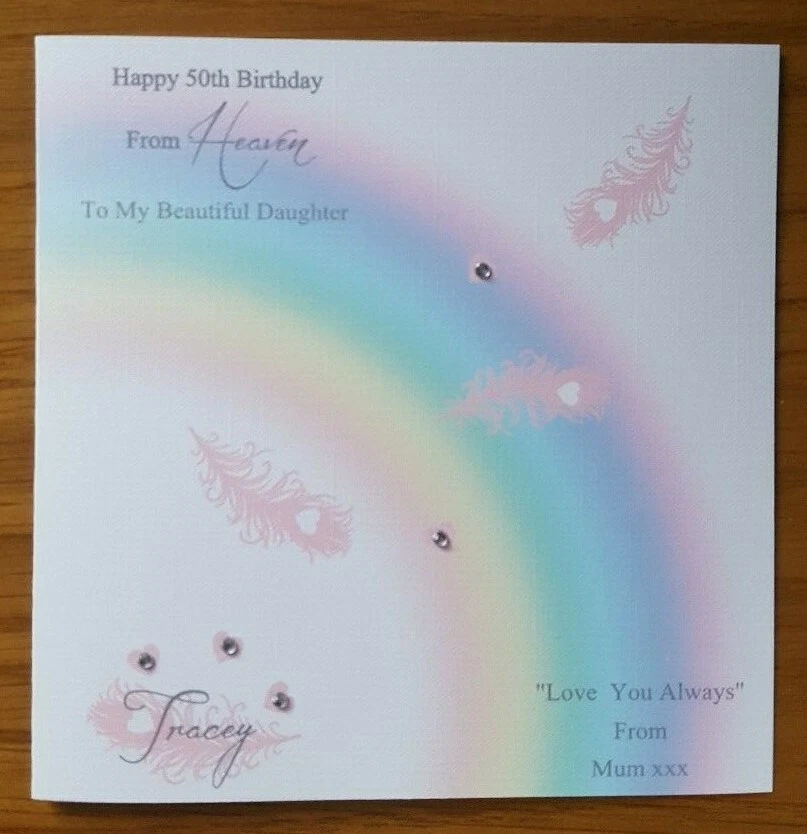 Happy 50th Birthday
From Heaven
To My Beautiful Daughter
Tracey
"Love You Always"
From
Mum xxx